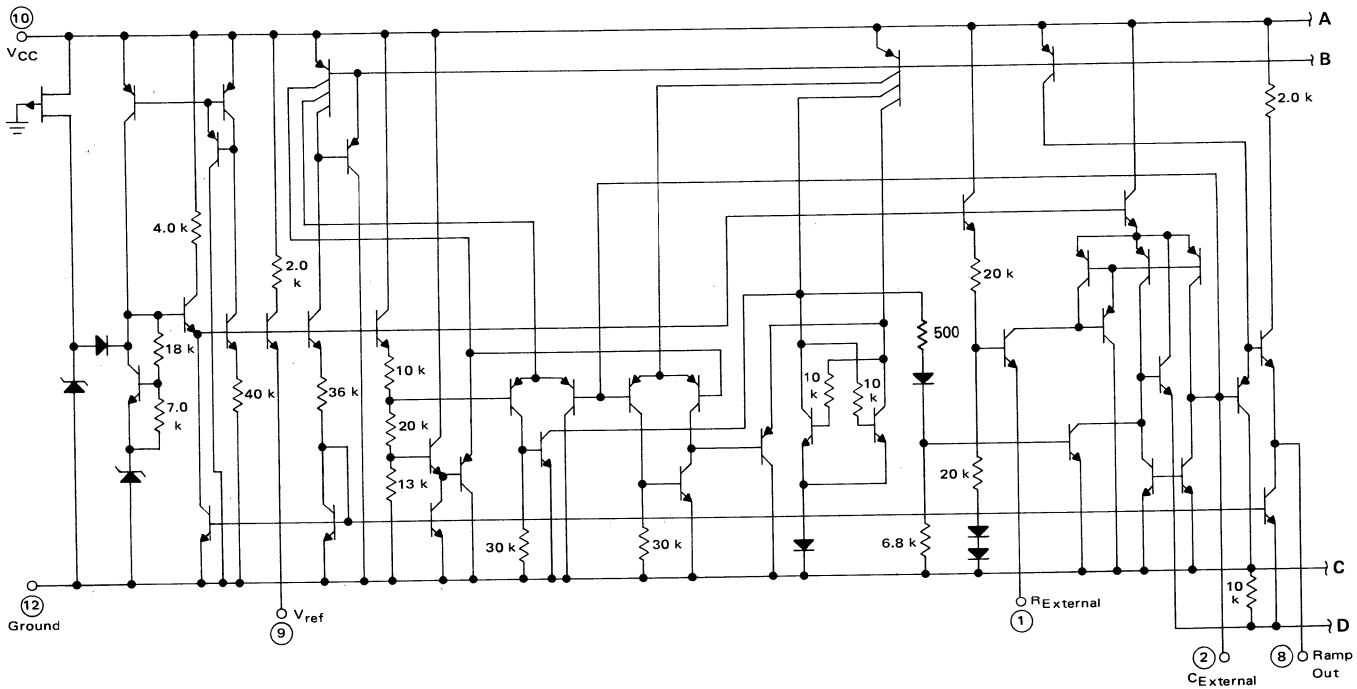 10
A
VCC
B
2.0 k
4.0 k
2.0
k
20 k
18 k
500
7.0
k
40 k
36 k
10 k
10
k
10
k
20 k
13 k
20 k
30 k
30 k
6.8 k
C
12
Ground
9
Vref
1
RExternal
10
k
D
2
CExternal
8
Ramp
Out